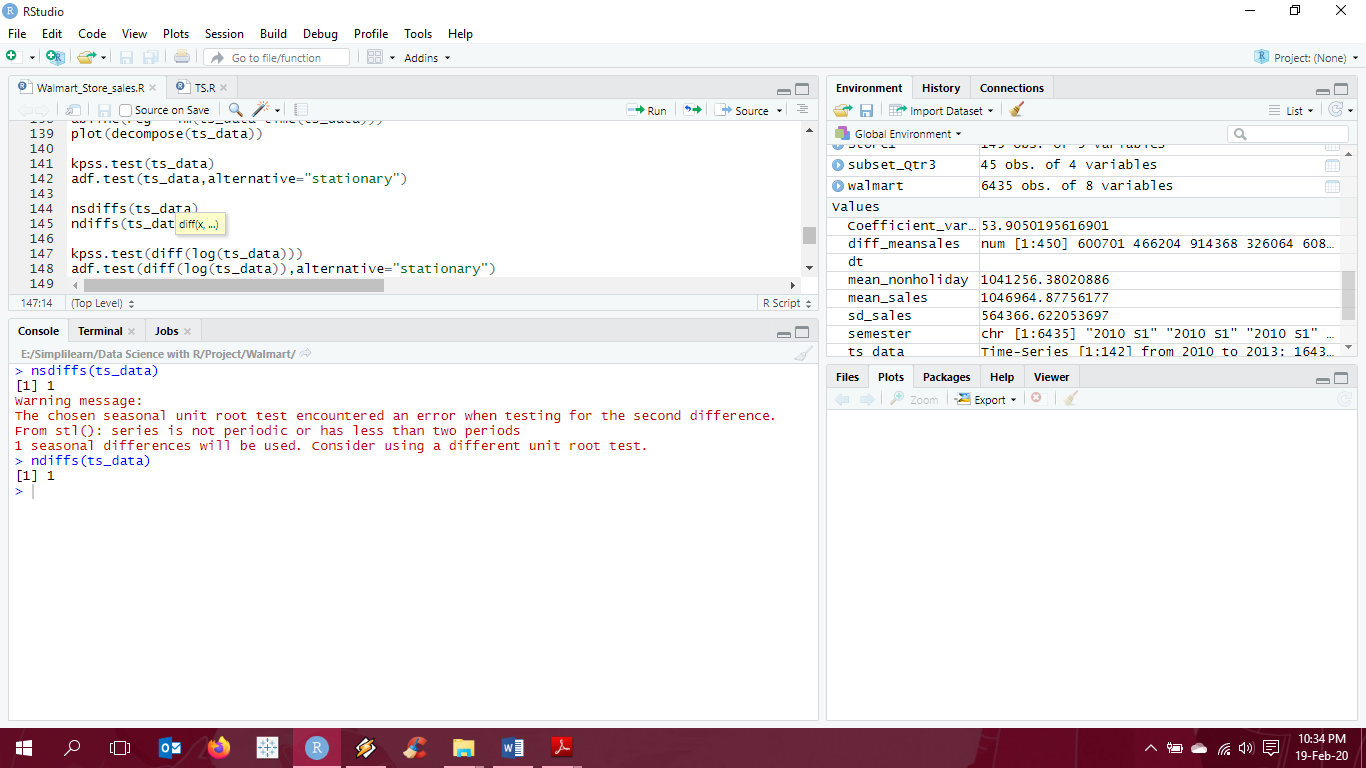 RStudio
File Edit Code View Plots Session Build Debug Profile Tools Help
Go to file/function Addins Project: (None)
Walmart_Store_sales.R TS.R
Source on Save Run Source
139 plot(decompose(ts_data))
140
141 kpss.test(ts_data)
142 adf.test(ts_data,alternative="stationary")
143
144 nsdiffs(ts_data)
145 ndiffs(ts_dat
diff(x, ...)
146
147 kpss.test(diff(log(ts_data)))
148 adf.test(diff(log(ts_data)),alternative="stationary")
149
147:14 (Top Level) R Script
Console Terminal Jobs
E:/Simplilearn/Data Science with R/Project/Walmart/
> nsdiffs(ts_data)
[1] 1
Warning message:
The chosen seasonal unit root test encountered an error when testing for the second difference.
From stl(): series is not periodic or has less than two periods
1 seasonal differences will be used. Consider using a different unit root test.
> ndiffs(ts_data)
[1] 1
>
Environment History Connections
Import Dataset List
Global Environment
subset_Qtr3 45 obs. of 4 variables
walmart 6435 obs. of 8 variables
Values
Coefficient_var… 53.9050195616901
diff_meansales num [1:450] 600701 466204 914368 326064 608…
dt
mean_nonholiday 1041256.38020886
mean_sales 1046964.87756177
sd_sales 564366.622053697
semester chr [1:6435] "2010 S1" "2010 S1" "2010 S1" …
ts_data Time-Series [1:142] from 2010 to 2013: 1643…
Files Plots Packages Help Viewer
Zoom Export
10:34 PM
19-Feb-20